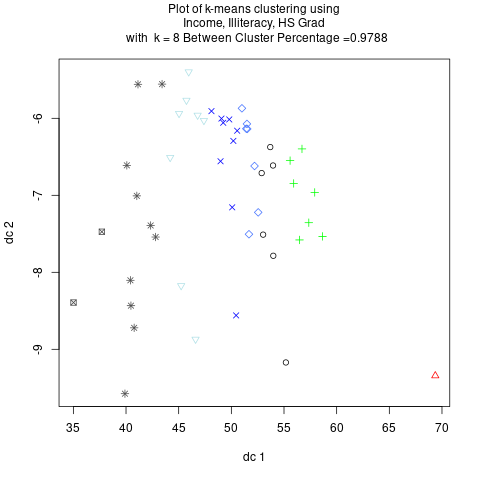 Plot of k-means clustering using
Income, Illiteracy, HS Grad
with k = 8 Between Cluster Percentage =0.9788
dc 2
-6
-7
-8
-9
35 40 45 50 55 60 65 70
dc 1